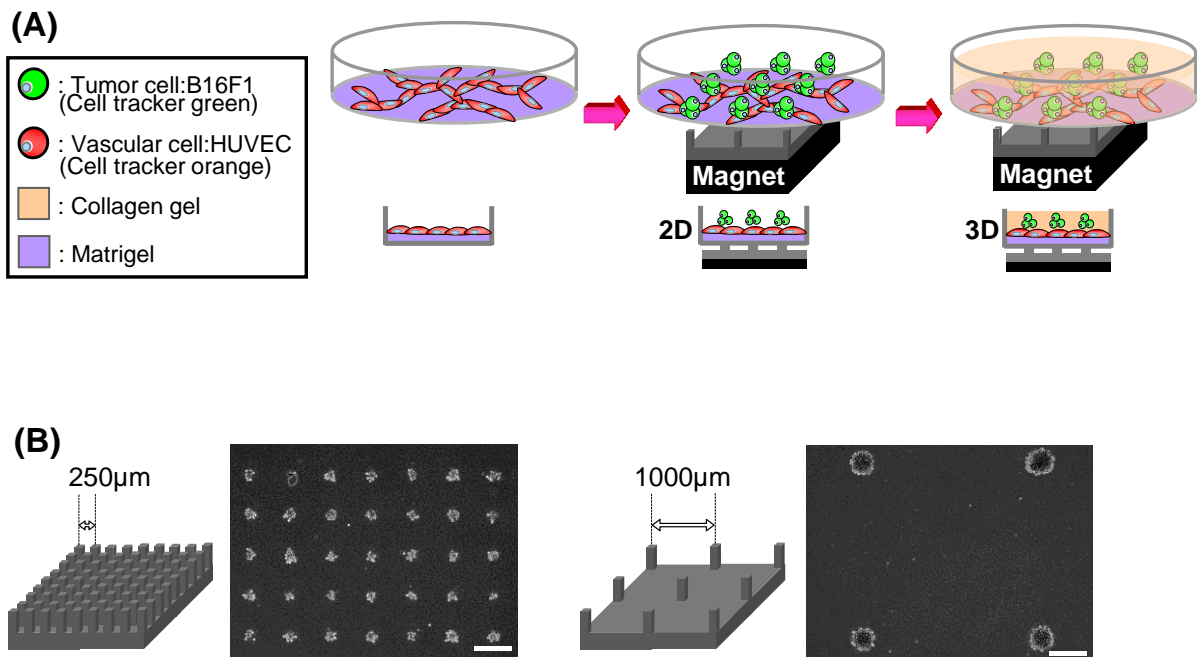 (A)
: Tumor cell:B16F1
(Cell tracker green)
: Vascular cell:HUVEC
(Cell tracker orange)
: Collagen gel
: Matrigel
Magnet
Magnet
2D
3D
(B)
250µm
1000µm